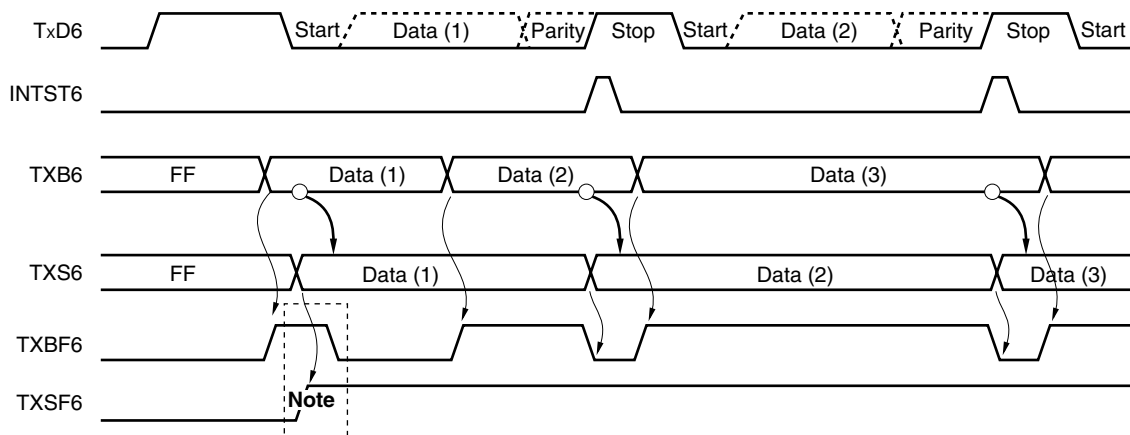 TxD6 Start Data (1) Parity Stop Start Data (2) Parity Stop Start
INTST6
TXB6 FF Data (1) Data (2) Data (3)
TXS6 FF Data (1) Data (2) Data (3)
TXBF6
TXSF6 Note